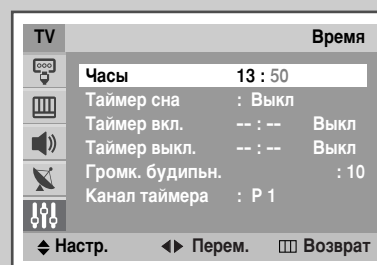 TV Время
Часы 13 : 50
Таймер сна : Выкл
Таймер вкл. -- : -- Выкл
Таймер выкл. -- : -- Выкл
Громк. будипьн. : 10
Канал таймера : P 1
Настр. Перем. Возврат